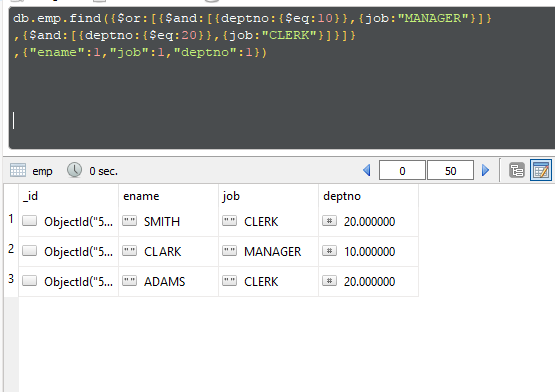 db.emp.find({$or:[{$and:[{deptno:{$eq:10}},{job:"MANAGER"}]}
,{$and:[{deptno:{$eq:20}},{job:"CLERK"}]}]}
,{"ename":1,"job":1,"deptno":1})
emp 0 sec. 0 50
_id ename job deptno
1 ObjectId("5... "" SMITH "" CLERK # 20.000000
2 ObjectId("5... "" CLARK "" MANAGER # 10.000000
3 ObjectId("5... "" ADAMS "" CLERK # 20.000000